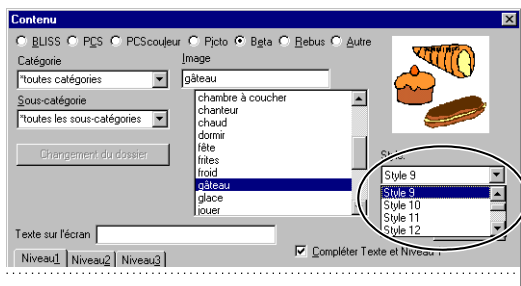 Contenu
BLISS PCS PCScouleur Picto Beta Rebus Autre
Catégorie
*toutes catégories
Sous-catégorie
*toutes les sous-catégories
Changement du dossier
Image
gâteau
chambre à coucher
chanteur
chaud
dormir
fête
frites
froid
gâteau
glace
jouer
Style
Style 9
Style 9
Style 10
Style 11
Style 12
Texte sur l'écran
Compléter Texte et Niveau 1
Niveau1 Niveau2 Niveau3